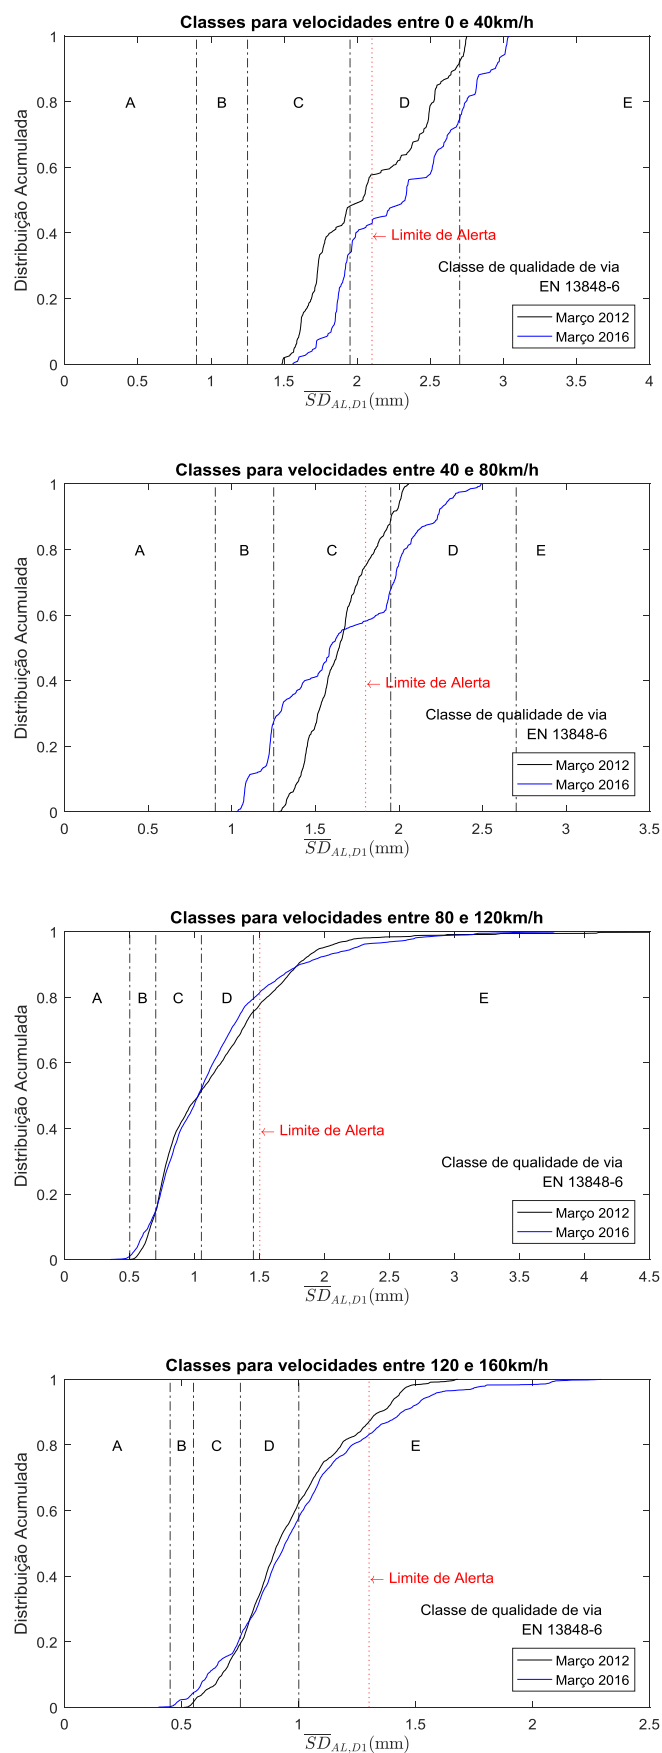 Classes para velocidades entre 0 e 40km/h
1
0.8
0.6
0.4
0.2
0
Distribuição Acumulada
A B C D E
← Limite de Alerta
Classe de qualidade de via
EN 13848-6
Março 2012
Março 2016
0 0.5 1 1.5 2 2.5 3 3.5 4
SD AL,D1 (mm)
Classes para velocidades entre 40 e 80km/h
1
0.8
0.6
0.4
0.2
0
Distribuição Acumulada
A B C D E
← Limite de Alerta
Classe de qualidade de via
EN 13848-6
Março 2012
Março 2016
0 0.5 1 1.5 2 2.5 3 3.5
SD AL,D1 (mm)
Classes para velocidades entre 80 e 120km/h
1
0.8
0.6
0.4
0.2
0
Distribuição Acumulada
A B C D E
← Limite de Alerta
Classe de qualidade de via
EN 13848-6
Março 2012
Março 2016
0 0.5 1 1.5 2 2.5 3 3.5 4 4.5
SD AL,D1 (mm)
Classes para velocidades entre 120 e 160km/h
1
0.8
0.6
0.4
0.2
0
Distribuição Acumulada
A B C D E
← Limite de Alerta
Classe de qualidade de via
EN 13848-6
Março 2012
Março 2016
0 0.5 1 1.5 2 2.5
SD AL,D1 (mm)